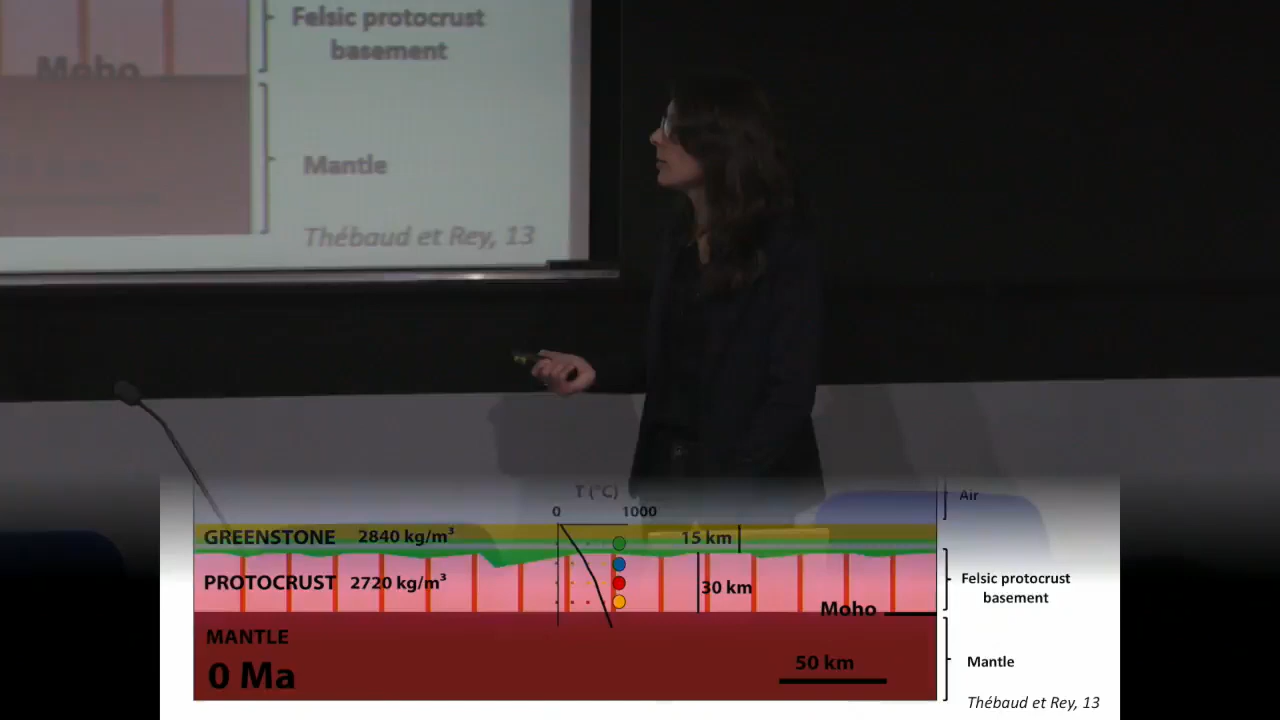 Felsic protocrust
basement
Moho
Mantle
Thébaud et Rey, 13
T (°C)
Air
0 1000
GREENSTONE 2840 kg/m³ 15 km
PROTOCRUST 2720 kg/m³ 30 km
Felsic protocrust
basement
Moho
MANTLE
0 Ma
50 km
Mantle
Thébaud et Rey, 13